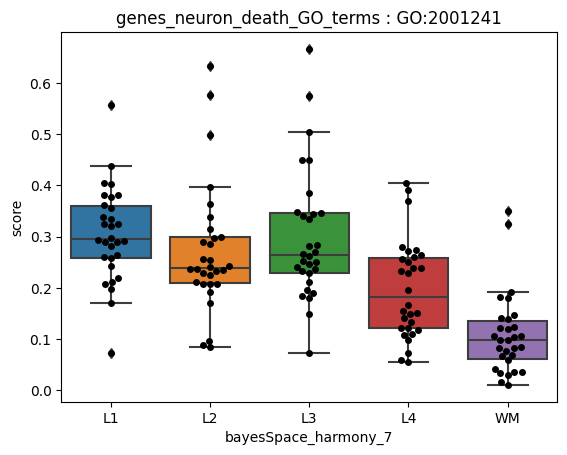 genes_neuron_death_GO_terms : GO:2001241
score
0.6
0.5
0.4
0.3
0.2
0.1
0.0
L1 L2 L3 L4 WM
bayesSpace_harmony_7